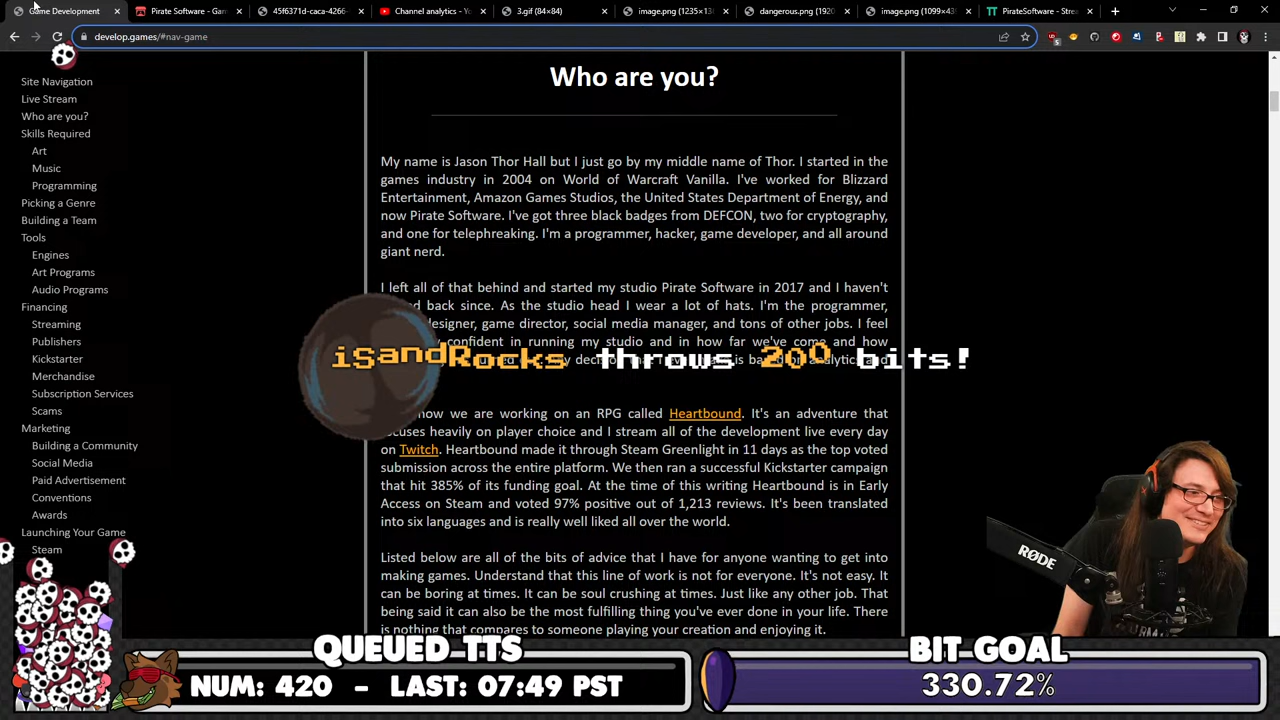 Game Development
Pirate Software - Gam
45f6371d-caca-4266-
Channel analytics - Yo
3.gif (84×84)
image.png (1235×13
dangerous.png (192
image.png (1099×43
PirateSoftware - Stre
develop.games/#nav-game
Site Navigation
Live Stream
Who are you?
Skills Required
Art
Music
Programming
Picking a Genre
Building a Team
Tools
Engines
Art Programs
Audio Programs
Financing
Streaming
Publishers
Kickstarter
Merchandise
Subscription Services
Scams
Marketing
Building a Community
Social Media
Paid Advertisement
Conventions
Awards
Launching Your Game
Steam
Who are you?
My name is Jason Thor Hall but I just go by my middle name of Thor. I started in the
games industry in 2004 on World of Warcraft Vanilla. I've worked for Blizzard
Entertainment, Amazon Games Studios, the United States Department of Energy, and
now Pirate Software. I've got three black badges from DEFCON, two for cryptography,
and one for telephreaking. I'm a programmer, hacker, game developer, and all around
giant nerd.
I left all of that behind and started my studio Pirate Software in 2017 and I haven't
back since. As the studio head I wear a lot of hats. I'm the programmer,
designer, game director, social media manager, and tons of other jobs. I feel
confident in running my studio and in how far we've come and how
iSandRocks throws 200 bits!
now we are working on an RPG called Heartbound. It's an adventure that
focuses heavily on player choice and I stream all of the development live every day
on Twitch. Heartbound made it through Steam Greenlight in 11 days as the top voted
submission across the entire platform. We then ran a successful Kickstarter campaign
that hit 385% of its funding goal. At the time of this writing Heartbound is in Early
Access on Steam and voted 97% positive out of 1,213 reviews. It's been translated
into six languages and is really well liked all over the world.
Listed below are all of the bits of advice that I have for anyone wanting to get into
making games. Understand that this line of work is not for everyone. It's not easy. It
can be boring at times. It can be soul crushing at times. Just like any other job. That
being said it can also be the most fulfilling thing you've ever done in your life. There
is nothing that compares to someone playing your creation and enjoying it.
RØDE
QUEUED TTS
NUM: 420 - LAST: 07:49 PST
BIT GOAL
330.72%